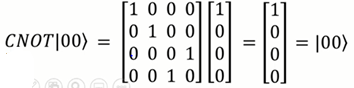 CNOT|00⟩ = [1 0 0 0; 0 1 0 0; 0 0 0 1; 0 0 1 0] [1; 0; 0; 0] = [1; 0; 0; 0] = |00⟩